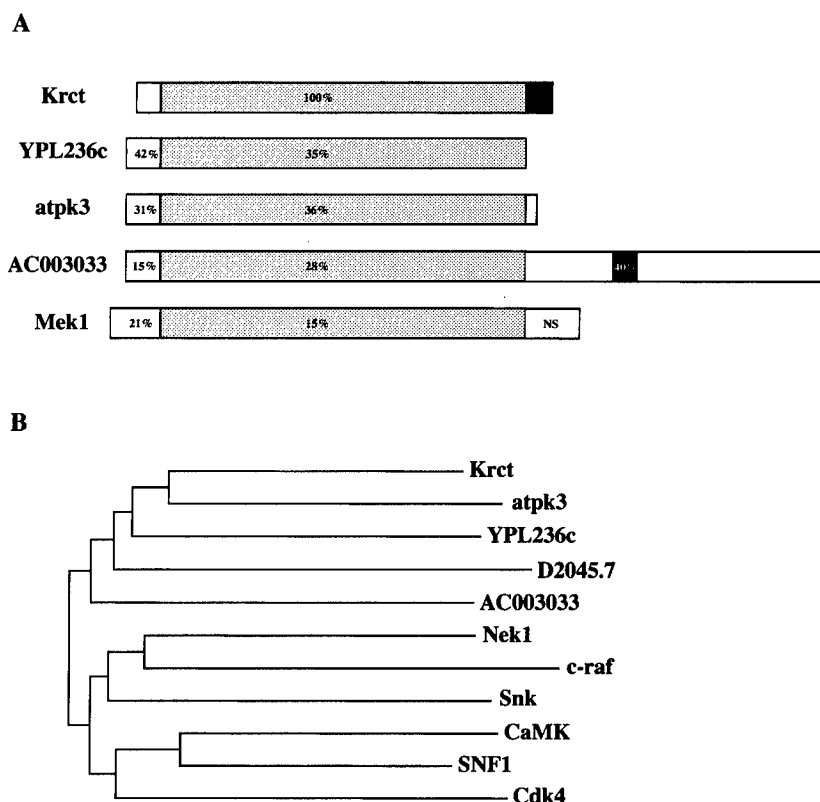 A
Krct 100%
YPL236c 42% 35%
atpk3 31% 36%
AC003033 15% 28% 40%
Mek1 21% 15% NS
B
Krct
atpk3
YPL236c
D2045.7
AC003033
Nek1
c-raf
Snk
CaMK
SNF1
Cdk4